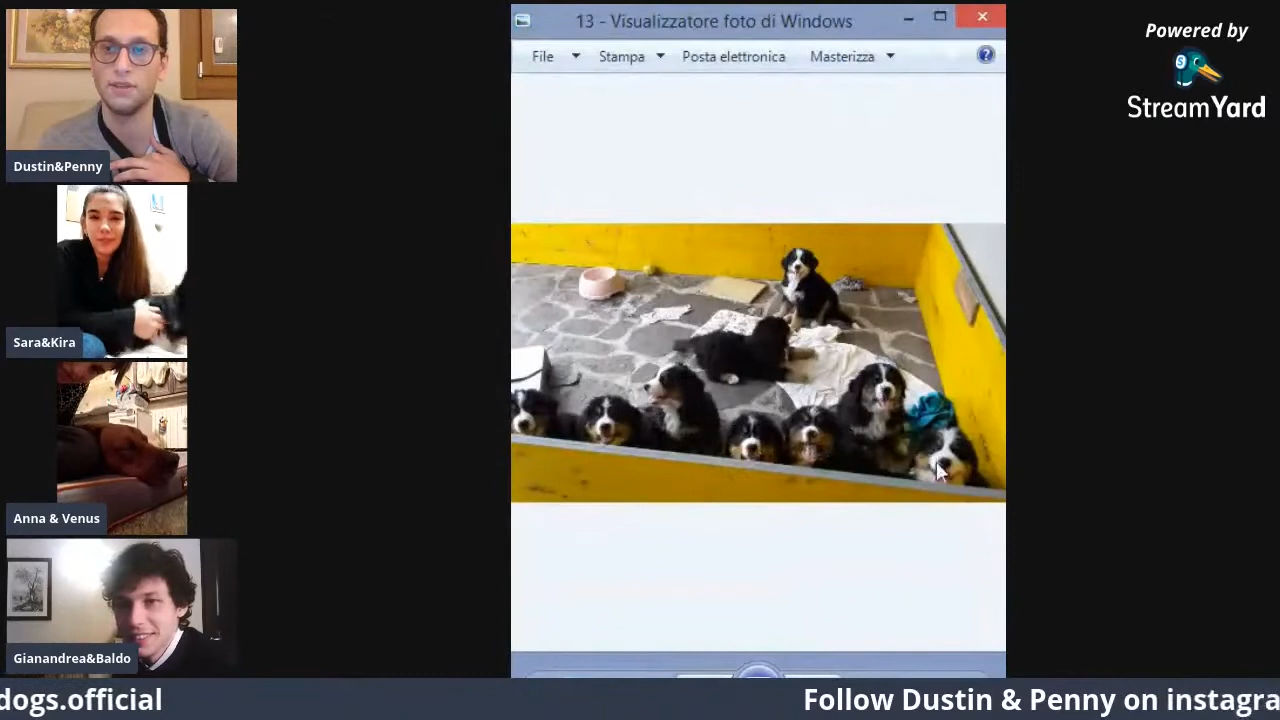 13 - Visualizzatore foto di Windows
File Stampa Posta elettronica Masterizza
Powered by
StreamYard
Dustin&Penny
Sara&Kira
Anna & Venus
Gianandrea&Baldo
dogs.official Follow Dustin & Penny on instagra